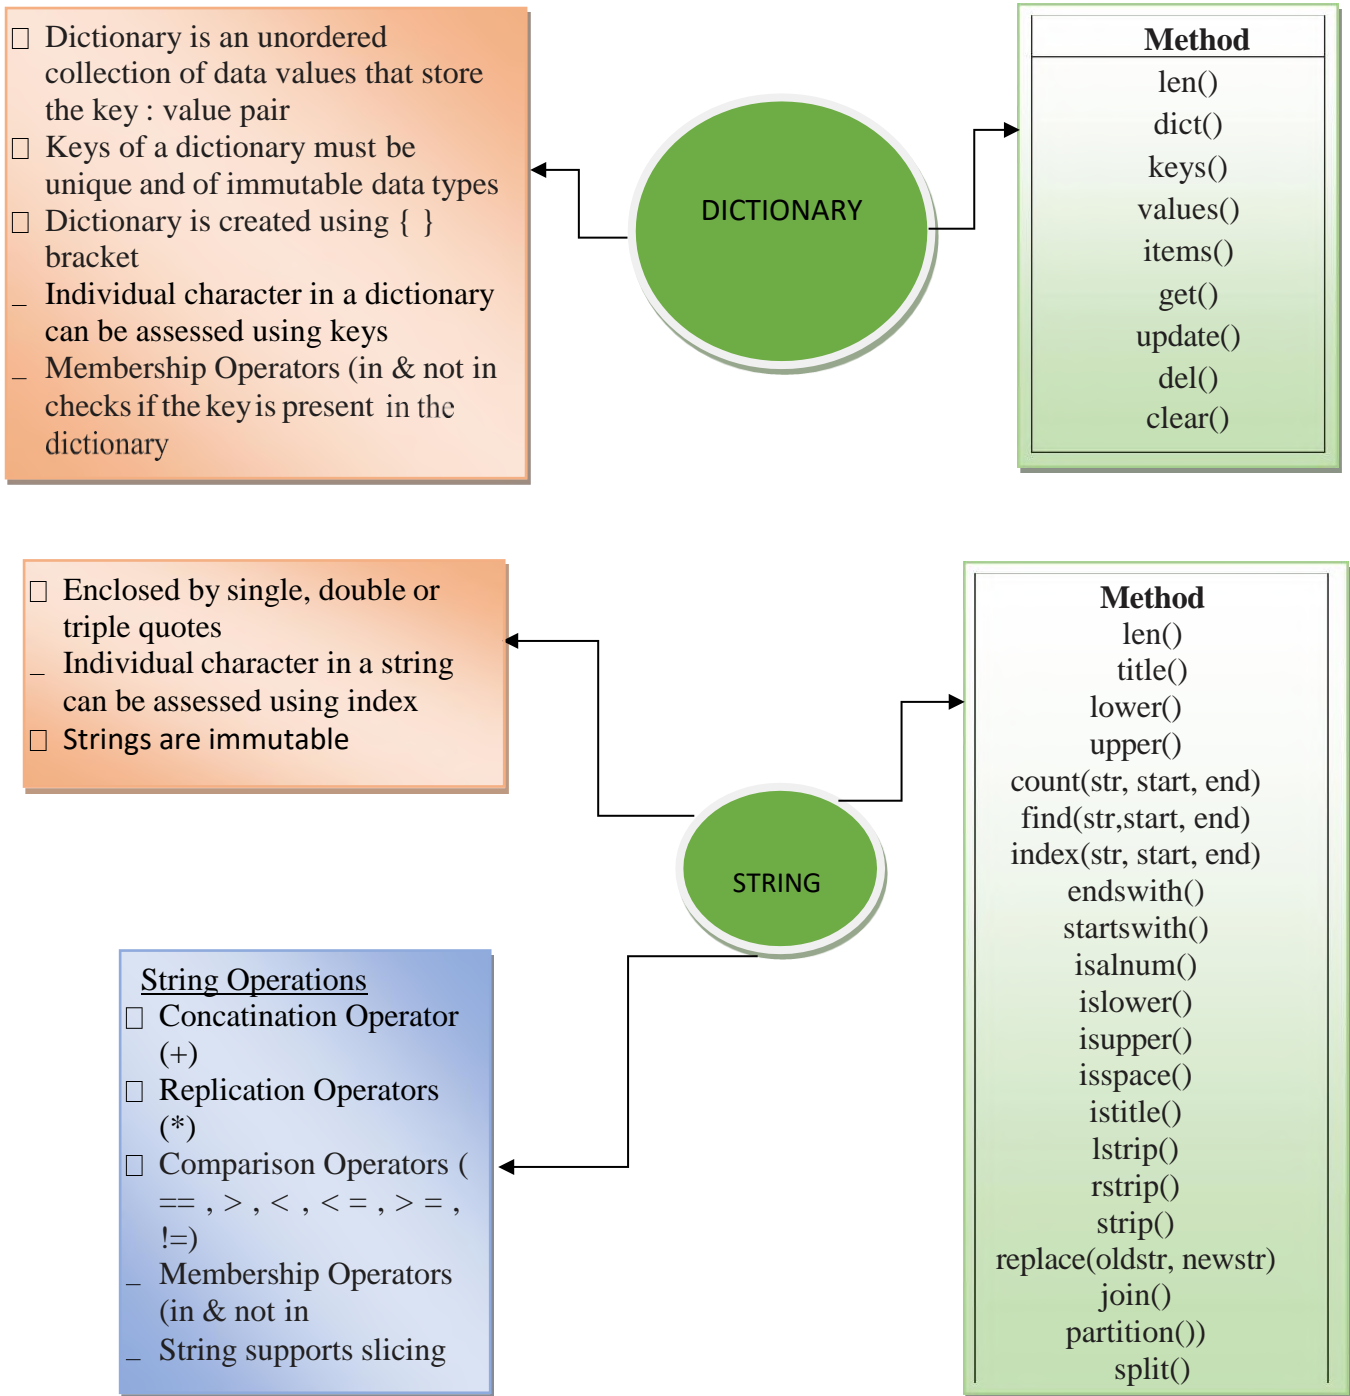 □ Dictionary is an unordered
collection of data values that store
the key : value pair
□ Keys of a dictionary must be
unique and of immutable data types
□ Dictionary is created using { }
bracket
_ Individual character in a dictionary
can be assessed using keys
_ Membership Operators (in & not in
checks if the key is present in the
dictionary
DICTIONARY
Method
len()
dict()
keys()
values()
items()
get()
update()
del()
clear()
□ Enclosed by single, double or
triple quotes
_ Individual character in a string
can be assessed using index
□ Strings are immutable
STRING
String Operations
□ Concatination Operator
(+)
□ Replication Operators
(*)
□ Comparison Operators (
== , > , < , < = , > = ,
!=)
_ Membership Operators
(in & not in
_ String supports slicing
Method
len()
title()
lower()
upper()
count(str, start, end)
find(str,start, end)
index(str, start, end)
endswith()
startswith()
isalnum()
islower()
isupper()
isspace()
istitle()
lstrip()
rstrip()
strip()
replace(oldstr, newstr)
join()
partition())
split()